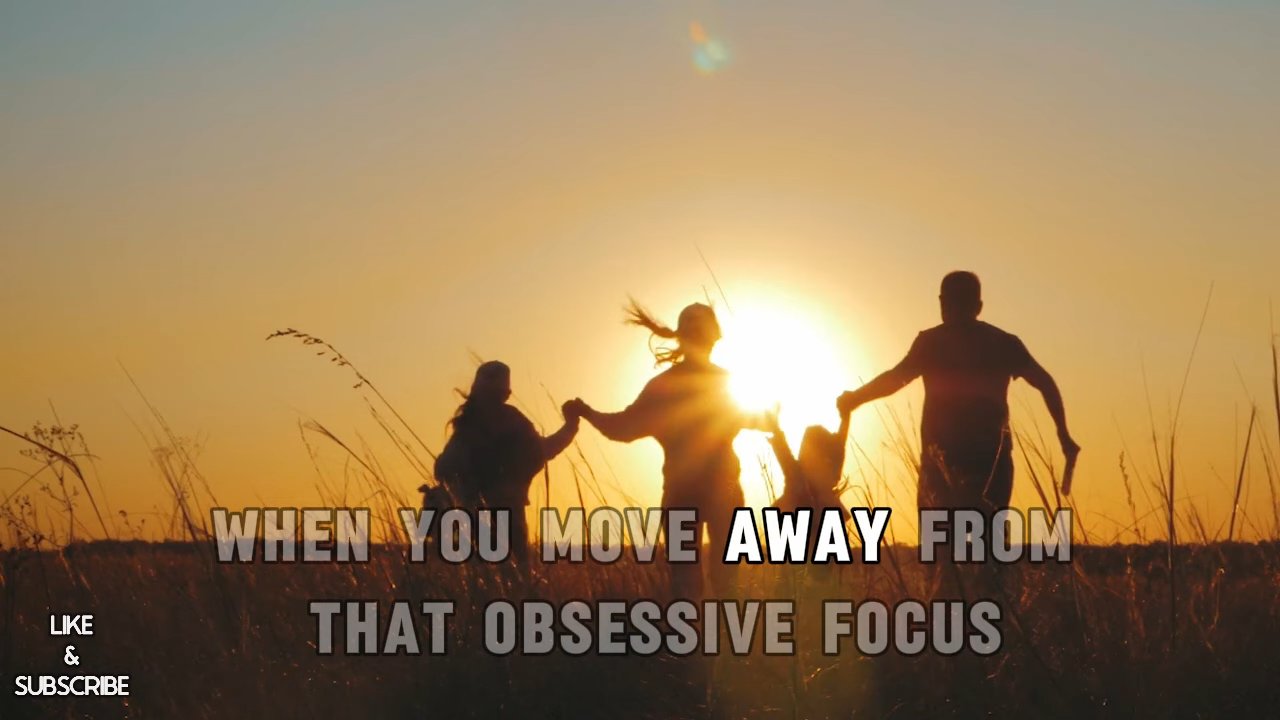 WHEN YOU MOVE AWAY FROM
THAT OBSESSIVE FOCUS
LIKE
&
SUBSCRIBE